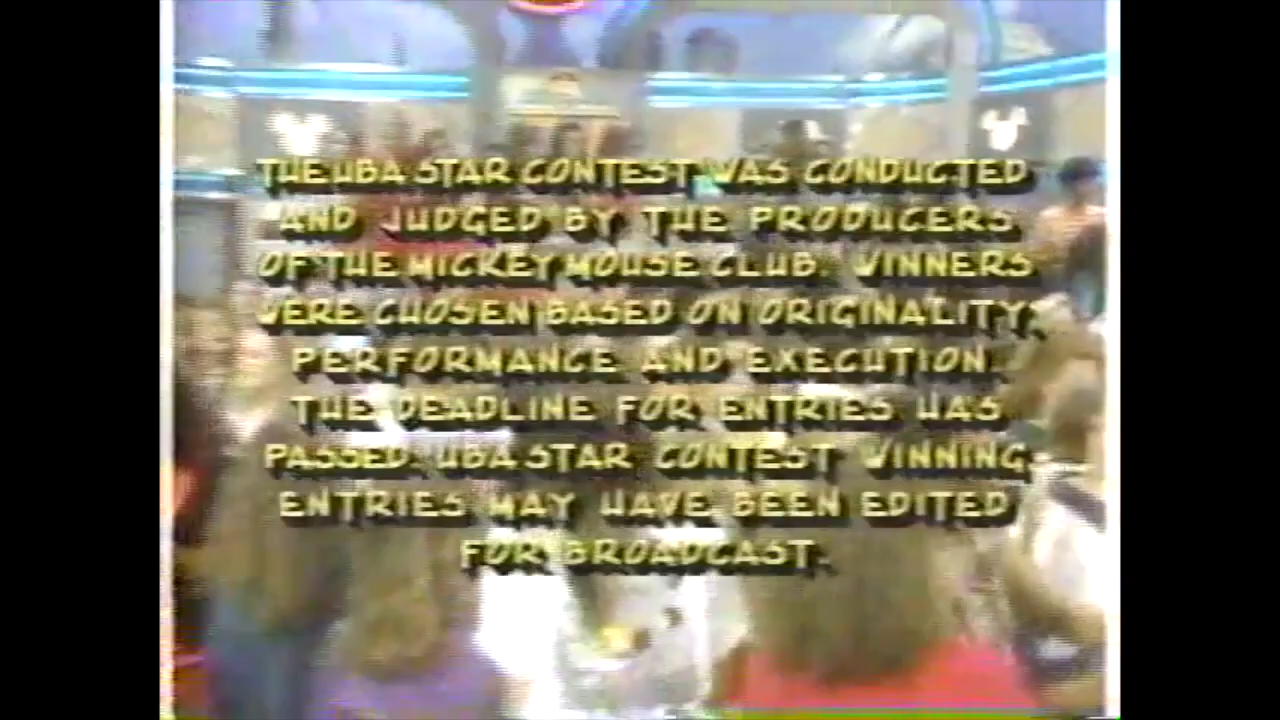 THE UBA STAR CONTEST WAS CONDUCTED
AND JUDGED BY THE PRODUCERS
OF THE MICKEY MOUSE CLUB. WINNERS
WERE CHOSEN BASED ON ORIGINALITY,
PERFORMANCE AND EXECUTION.
THE DEADLINE FOR ENTRIES HAS
PASSED. UBA STAR CONTEST WINNING
ENTRIES MAY HAVE BEEN EDITED
FOR BROADCAST.